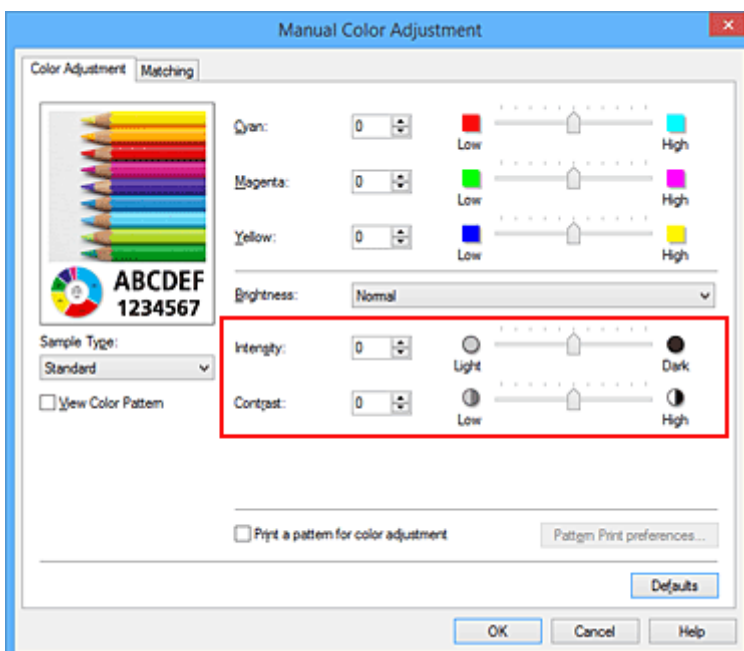 Manual Color Adjustment
Color Adjustment
Matching
Cyan: 0 Low High
Magenta: 0 Low High
Yellow: 0 Low High
ABCDEF
1234567
Brightness: Normal
Sample Type:
Standard
View Color Pattern
Intensity: 0 Light Dark
Contrast: 0 Low High
Print a pattern for color adjustment
Pattern Print preferences...
Defaults
OK Cancel Help